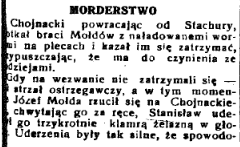 MORDERSTWO
Chojnacki powracając od Stachury,
otkał braci Mołdów z naładowanemi wor-
mi na plecach i kazał im się zatrzymać,
rzypuszczając, że ma do czynienia ze
dziejami.
Gdy na wezwanie nie zatrzymali się —
strzał ostrzegawczy, a w tym momen-
Józef Mołda rzucił się na Chojnackie-
chwytając go za ręce, Stanisław ude-
ł go trzykrotnie klamrą żelazną w gło-
Uderzenia były tak silne, że spowodo-